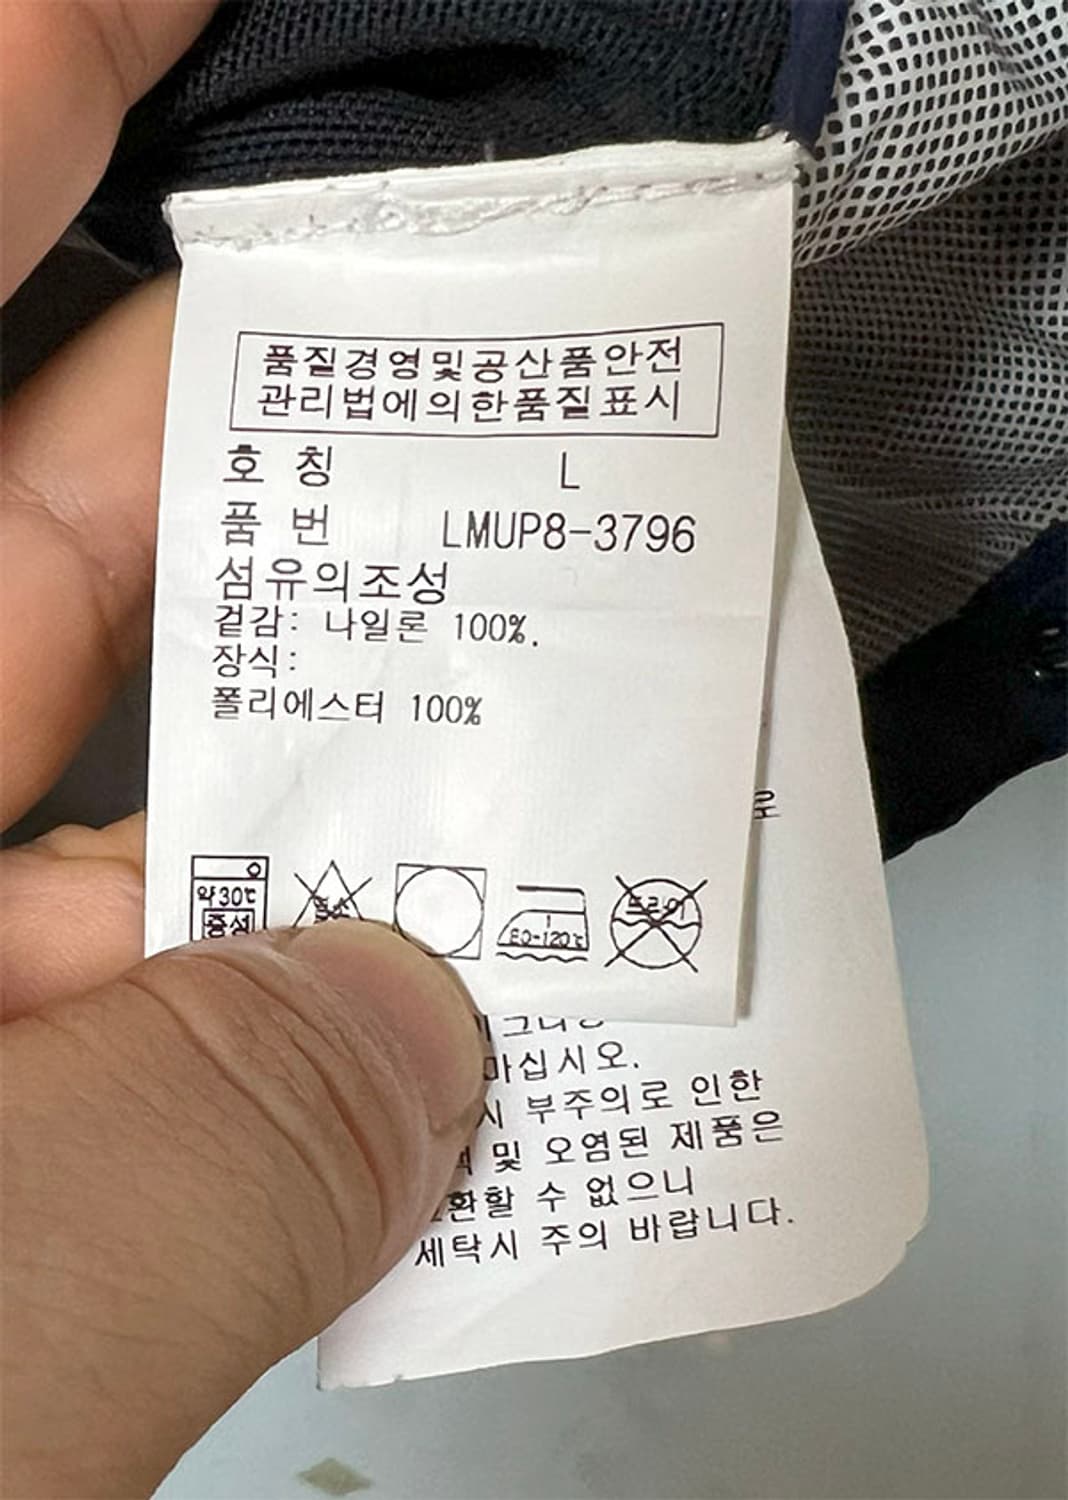 품질경영및공산품안전
관리법에의한품질표시
호 칭 L
품 번 LMUP8-3796
섬유의조성
겉감: 나일론 100%.
장식:
폴리에스터 100%
약30℃
중성
80-120℃
드라이
로
마십시오.
시 부주의로 인한
및 오염된 제품은
환할 수 없으니
세탁시 주의 바랍니다.